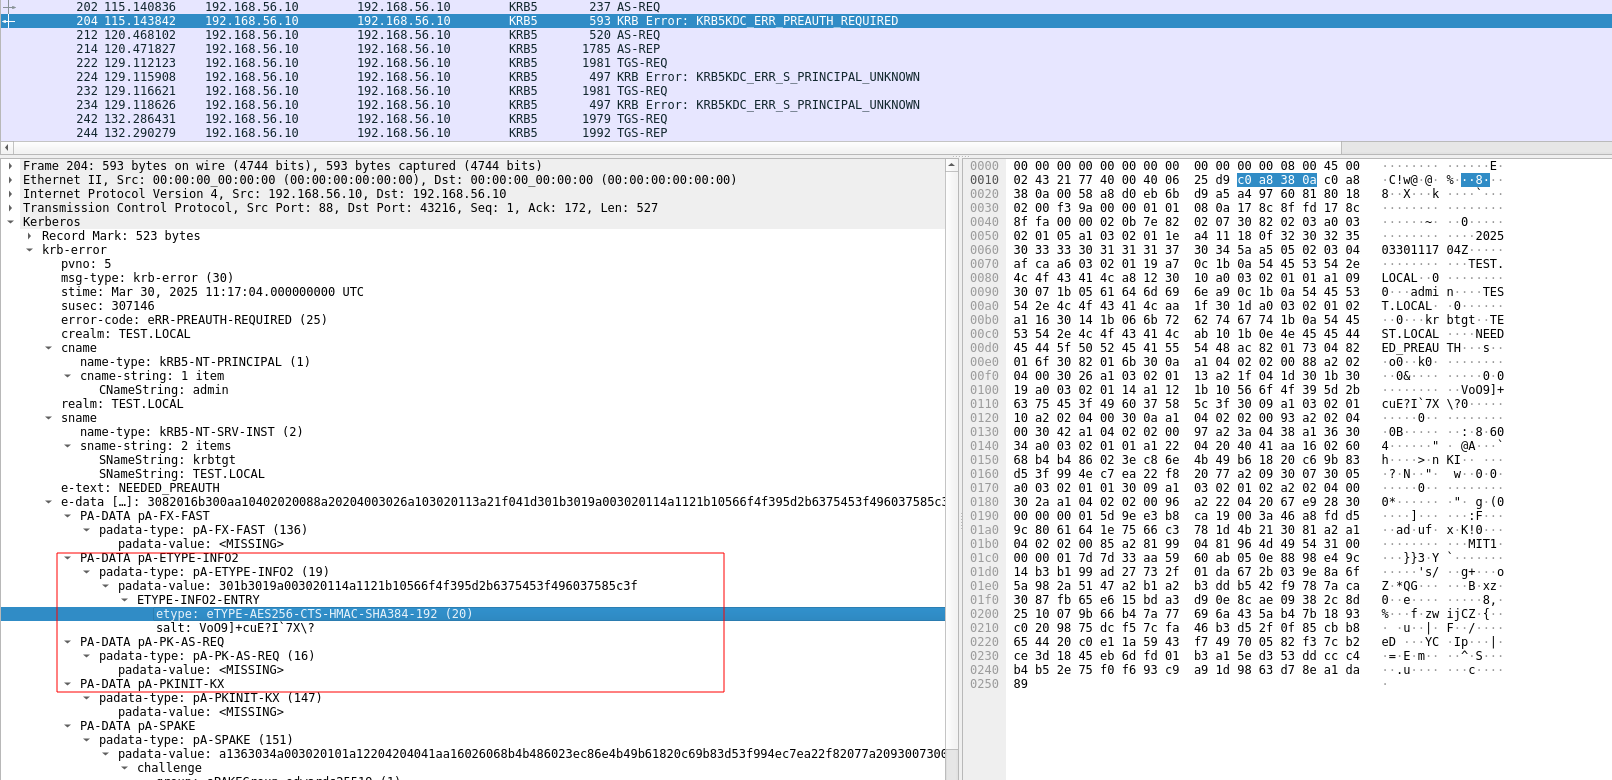 202 115.140836 192.168.56.10 192.168.56.10 KRB5 237 AS-REQ
204 115.143842 192.168.56.10 192.168.56.10 KRB5 593 KRB Error: KRB5KDC_ERR_PREAUTH_REQUIRED
212 120.468102 192.168.56.10 192.168.56.10 KRB5 520 AS-REQ
214 120.471827 192.168.56.10 192.168.56.10 KRB5 1785 AS-REP
222 129.112123 192.168.56.10 192.168.56.10 KRB5 1981 TGS-REQ
224 129.115908 192.168.56.10 192.168.56.10 KRB5 497 KRB Error: KRB5KDC_ERR_S_PRINCIPAL_UNKNOWN
232 129.116621 192.168.56.10 192.168.56.10 KRB5 1981 TGS-REQ
234 129.118626 192.168.56.10 192.168.56.10 KRB5 497 KRB Error: KRB5KDC_ERR_S_PRINCIPAL_UNKNOWN
242 132.286431 192.168.56.10 192.168.56.10 KRB5 1979 TGS-REQ
244 132.290279 192.168.56.10 192.168.56.10 KRB5 1992 TGS-REP
Frame 204: 593 bytes on wire (4744 bits), 593 bytes captured (4744 bits)
Ethernet II, Src: 00:00:00_00:00:00 (00:00:00:00:00:00), Dst: 00:00:00_00:00:00 (00:00:00:00:00:00)
Internet Protocol Version 4, Src: 192.168.56.10, Dst: 192.168.56.10
Transmission Control Protocol, Src Port: 88, Dst Port: 43216, Seq: 1, Ack: 172, Len: 527
Kerberos
Record Mark: 523 bytes
krb-error
pvno: 5
msg-type: krb-error (30)
stime: Mar 30, 2025 11:17:04.000000000 UTC
susec: 307146
error-code: eRR-PREAUTH-REQUIRED (25)
crealm: TEST.LOCAL
cname
name-type: kRB5-NT-PRINCIPAL (1)
cname-string: 1 item
CNameString: admin
realm: TEST.LOCAL
sname
name-type: kRB5-NT-SRV-INST (2)
sname-string: 2 items
SNameString: krbtgt
SNameString: TEST.LOCAL
e-text: NEEDED_PREAUTH
e-data […]: 3082016b300aa10402020088a20204003026a103020113a21f041d301b3019a003020114a1121b10566f4f395d2b6375453f496037585c3
PA-DATA pA-FX-FAST
padata-type: pA-FX-FAST (136)
padata-value: <MISSING>
PA-DATA pA-ETYPE-INFO2
padata-type: pA-ETYPE-INFO2 (19)
padata-value: 301b3019a003020114a1121b10566f4f395d2b6375453f496037585c3f
ETYPE-INFO2-ENTRY
etype: eTYPE-AES256-CTS-HMAC-SHA384-192 (20)
salt: VoO9]+cuE?I`7X\?
PA-DATA pA-PK-AS-REQ
padata-type: pA-PK-AS-REQ (16)
padata-value: <MISSING>
PA-DATA pA-PKINIT-KX
padata-type: pA-PKINIT-KX (147)
padata-value: <MISSING>
PA-DATA pA-SPAKE
padata-type: pA-SPAKE (151)
padata-value: a1363034a003020101a12204204041aa16026068b4b486023ec86e4b49b61820c69b83d53f994ec7ea22f82077a2093007300
challenge
0000 00 00 00 00 00 00 00 00 00 00 00 00 08 00 45 00 ··············E·
0010 02 43 21 77 40 00 40 06 25 d9 c0 a8 38 0a c0 a8 ·C!w@·@·%···8···
0020 38 0a 00 58 a8 d0 eb 6b d9 a5 a4 97 60 81 80 18 8··X···k····`···
0030 02 00 f3 9a 00 00 01 01 08 0a 17 8c 8f fd 17 8c ················
0040 8f fa 00 00 02 0b 7e 82 02 07 30 82 02 03 a0 03 ······~···0·····
0050 02 01 05 a1 03 02 01 1e a4 11 18 0f 32 30 32 35 ············2025
0060 30 33 33 30 31 31 31 37 30 34 5a a5 05 02 03 04 0330111704Z·····
0070 af ca a6 03 02 01 19 a7 0c 1b 0a 54 45 53 54 2e ···········TEST.
0080 4c 4f 43 41 4c a8 12 30 10 a0 03 02 01 01 a1 09 LOCAL··0········
0090 30 07 1b 05 61 64 6d 69 6e a9 0c 1b 0a 54 45 53 0···admin····TES
00a0 54 2e 4c 4f 43 41 4c aa 1f 30 1d a0 03 02 01 02 T.LOCAL··0······
00b0 a1 16 30 14 1b 06 6b 72 62 74 67 74 1b 0a 54 45 ··0···krbtgt··TE
00c0 53 54 2e 4c 4f 43 41 4c ab 10 1b 0e 4e 45 45 44 ST.LOCAL····NEED
00d0 45 44 5f 50 52 45 41 55 54 48 ac 82 01 73 04 82 ED_PREAUTH···s··
00e0 01 6f 30 82 01 6b 30 0a a1 04 02 02 00 88 a2 02 ·o0··k0·········
00f0 04 00 30 26 a1 03 02 01 13 a2 1f 04 1d 30 1b 30 ··0&·········0·0
0100 19 a0 03 02 01 14 a1 12 1b 10 56 6f 4f 39 5d 2b ··········VoO9]+
0110 63 75 45 3f 49 60 37 58 5c 3f 30 09 a1 03 02 01 cuE?I`7X\?0·····
0120 10 a2 02 04 00 30 0a a1 04 02 02 00 93 a2 02 04 ·····0··········
0130 00 30 42 a1 04 02 02 00 97 a2 3a 04 38 a1 36 30 ·0B·······:·8·60
0140 34 a0 03 02 01 01 a1 22 04 20 40 41 aa 16 02 60 4······"· @A···`
0150 68 b4 b4 86 02 3e c8 6e 4b 49 b6 18 20 c6 9b 83 h····>·nKI·· ···
0160 d5 3f 99 4e c7 ea 22 f8 20 77 a2 09 30 07 30 05 ·?·N··"· w··0·0·
0170 a0 03 02 01 01 30 09 a1 03 02 01 02 a2 02 04 00 ·····0··········
0180 30 2a a1 04 02 02 00 96 a2 22 04 20 67 e9 28 30 0*·······"· g·(0
0190 00 00 00 01 5d 9e e3 b8 ca 19 00 3a 46 a8 fd d5 ····]······:F···
01a0 9c 80 61 64 1e 75 66 c3 78 1d 4b 21 30 81 a2 a1 ··ad·uf·x·K!0···
01b0 04 02 02 00 85 a2 81 99 04 81 96 4d 49 54 31 00 ···········MIT1·
01c0 00 00 01 7d 7d 33 aa 59 60 ab 05 0e 88 98 e4 9c ···}}3·Y`·······
01d0 14 b3 b1 99 ad 27 73 2f 01 da 67 2b 03 9e 8a 6f ·····'s/··g+···o
01e0 5a 98 2a 51 47 a2 b1 a2 b3 dd b5 42 f9 78 7a ca Z·*QG······B·xz·
01f0 30 87 fb 65 e6 15 bd a3 d9 0e 8c ae 09 38 2c 8d 0··e·········8,·
0200 25 10 07 9b 66 b4 7a 77 69 6a 43 5a b4 7b 18 93 %···f·zwijCZ·{··
0210 c0 20 98 75 dc f5 7c fa 46 b3 d5 2f 0f 85 cb b8 · ·u··|·F··/····
0220 65 44 20 c0 e1 1a 59 43 f7 49 70 05 82 f3 7c b2 eD ···YC·Ip···|·
0230 ce 3d 18 45 eb 6d fd 01 b3 a1 5e d3 53 dd cc c4 ·=·E·m····^·S···
0240 b4 b5 2e 75 f0 f6 93 c9 a9 1d 98 63 d7 8e a1 da ··.u·······c····
0250 89 ·